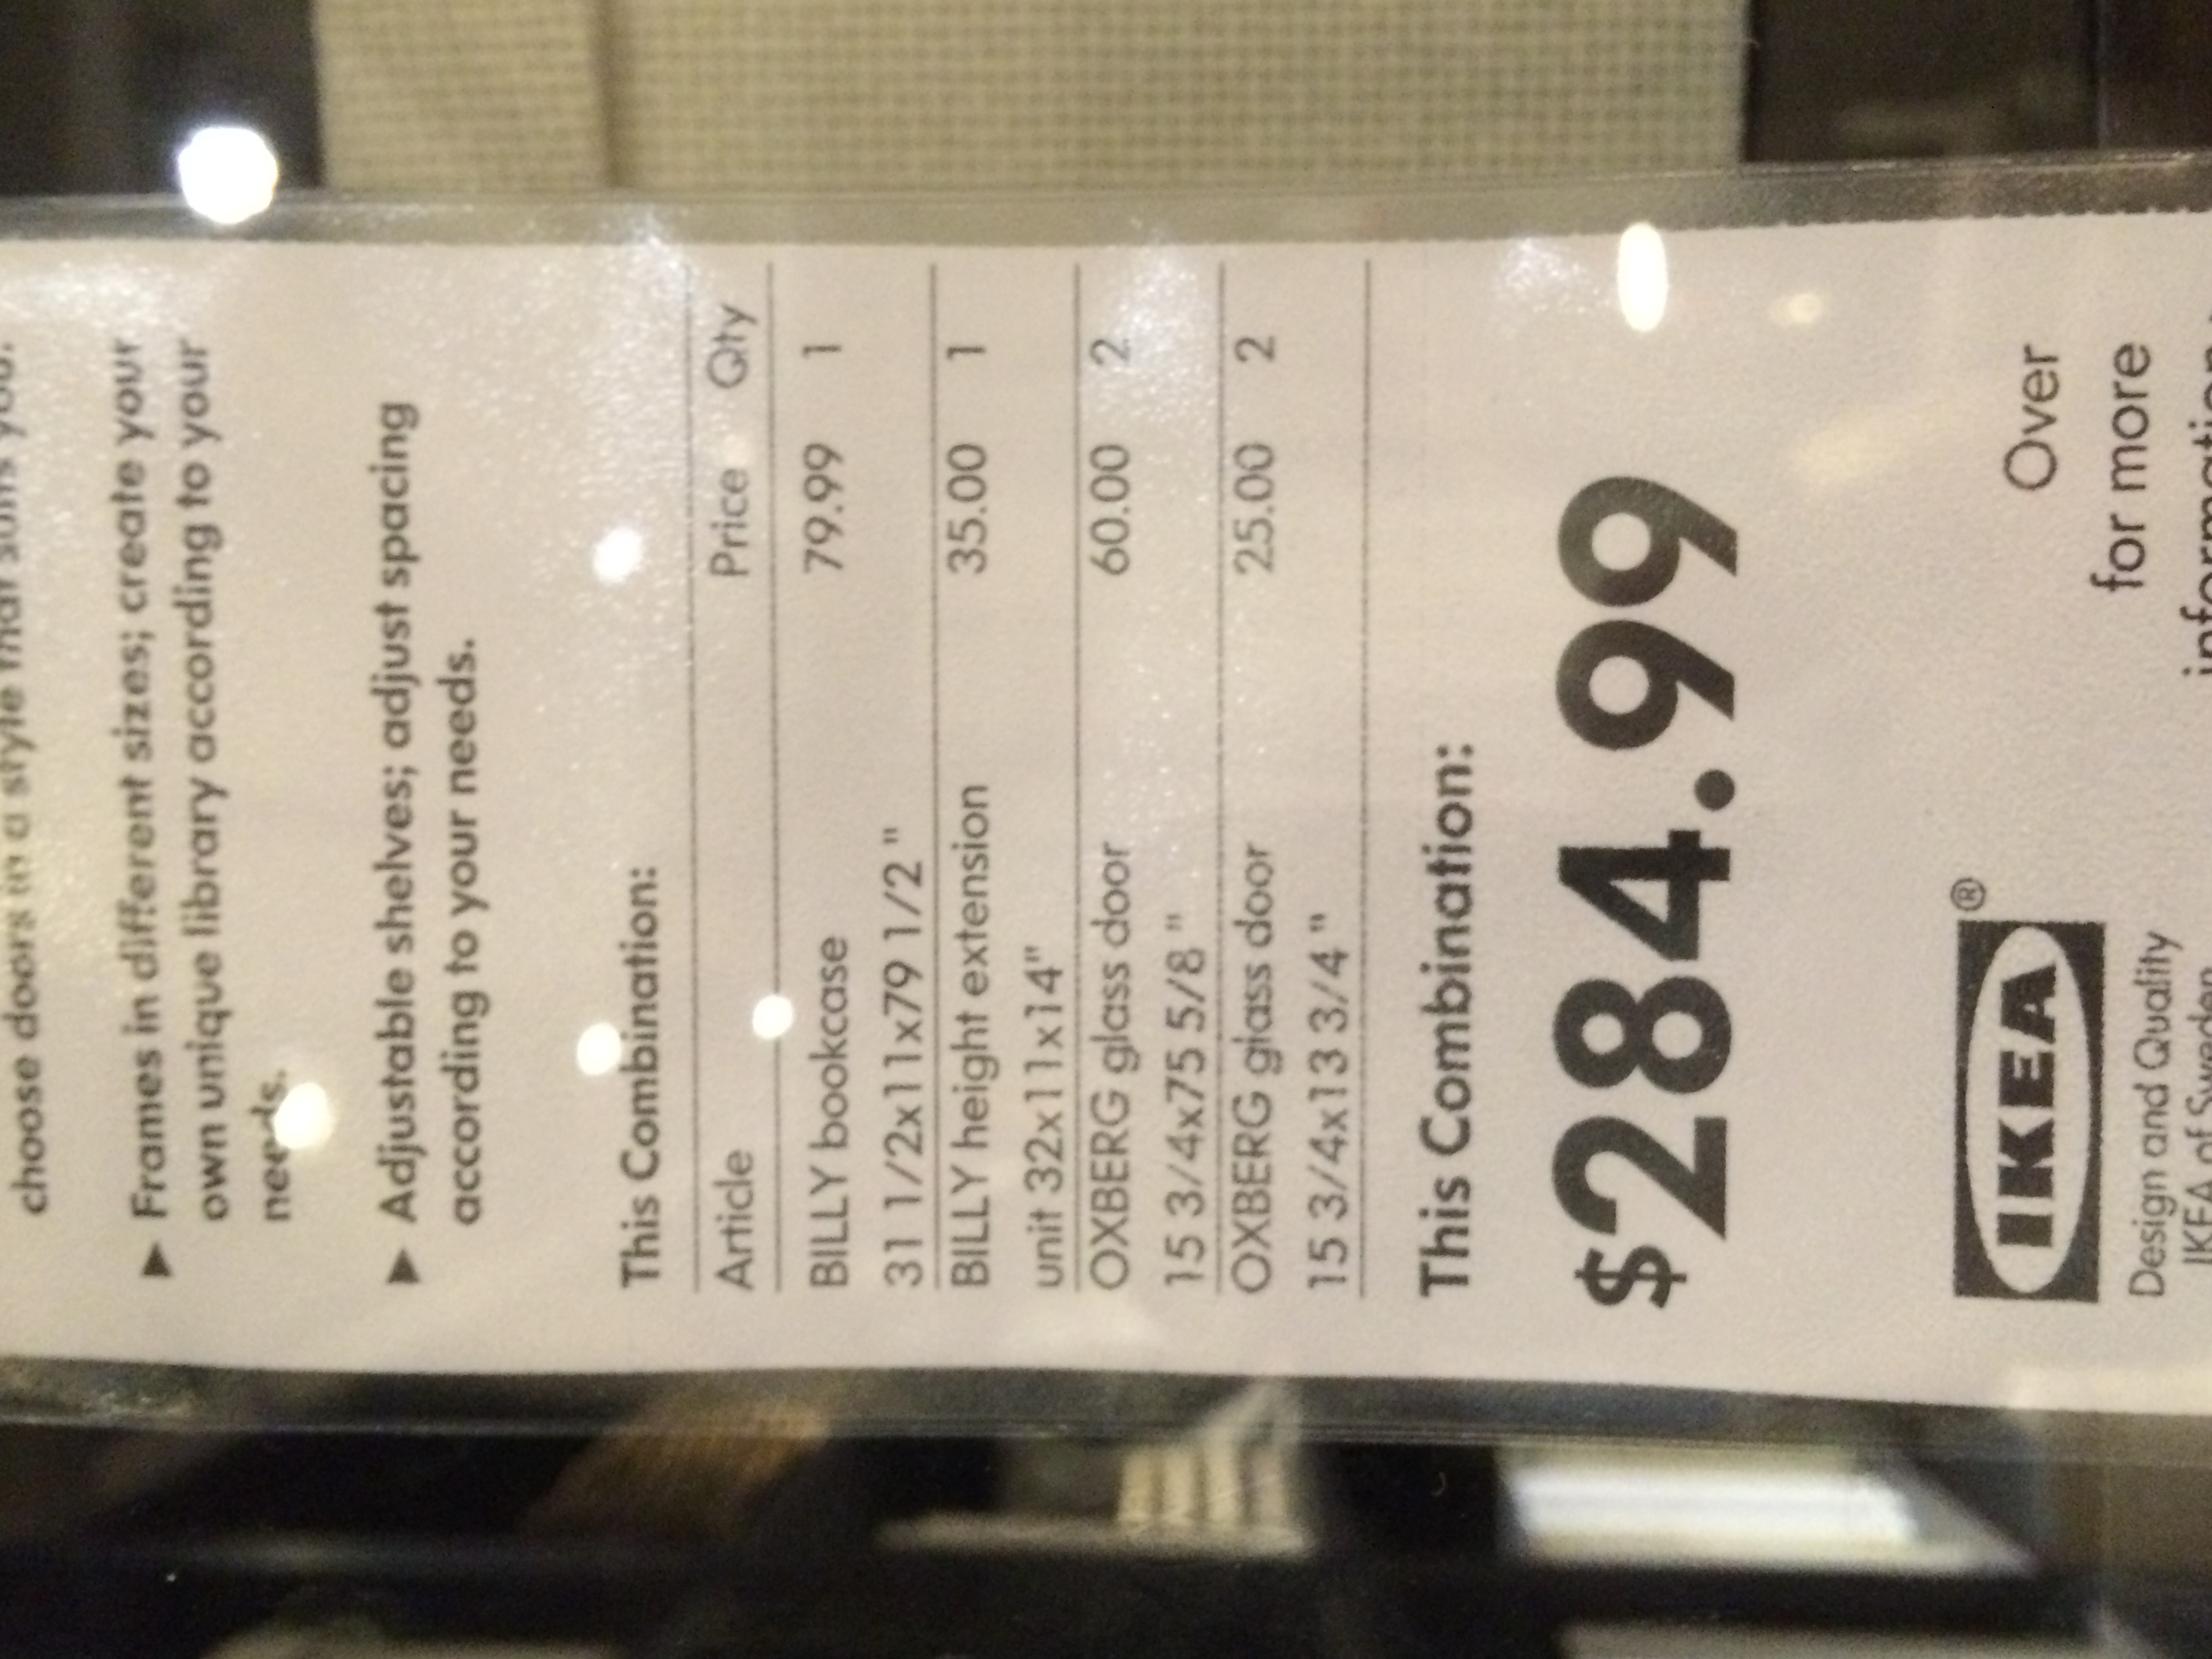 choose doors in a style that suits you.
► Frames in different sizes; create your
own unique library according to your
needs.
► Adjustable shelves; adjust spacing
according to your needs.
This Combination:
Article Price Qty
BILLY bookcase 79.99 1
31 1/2x11x79 1/2 "
BILLY height extension 35.00 1
unit 32x11x14"
OXBERG glass door 60.00 2
15 3/4x75 5/8 "
OXBERG glass door 25.00 2
15 3/4x13 3/4 "
This Combination:
$284.99
IKEA®
Design and Quality
IKEA of Sweden
Over
for more
information